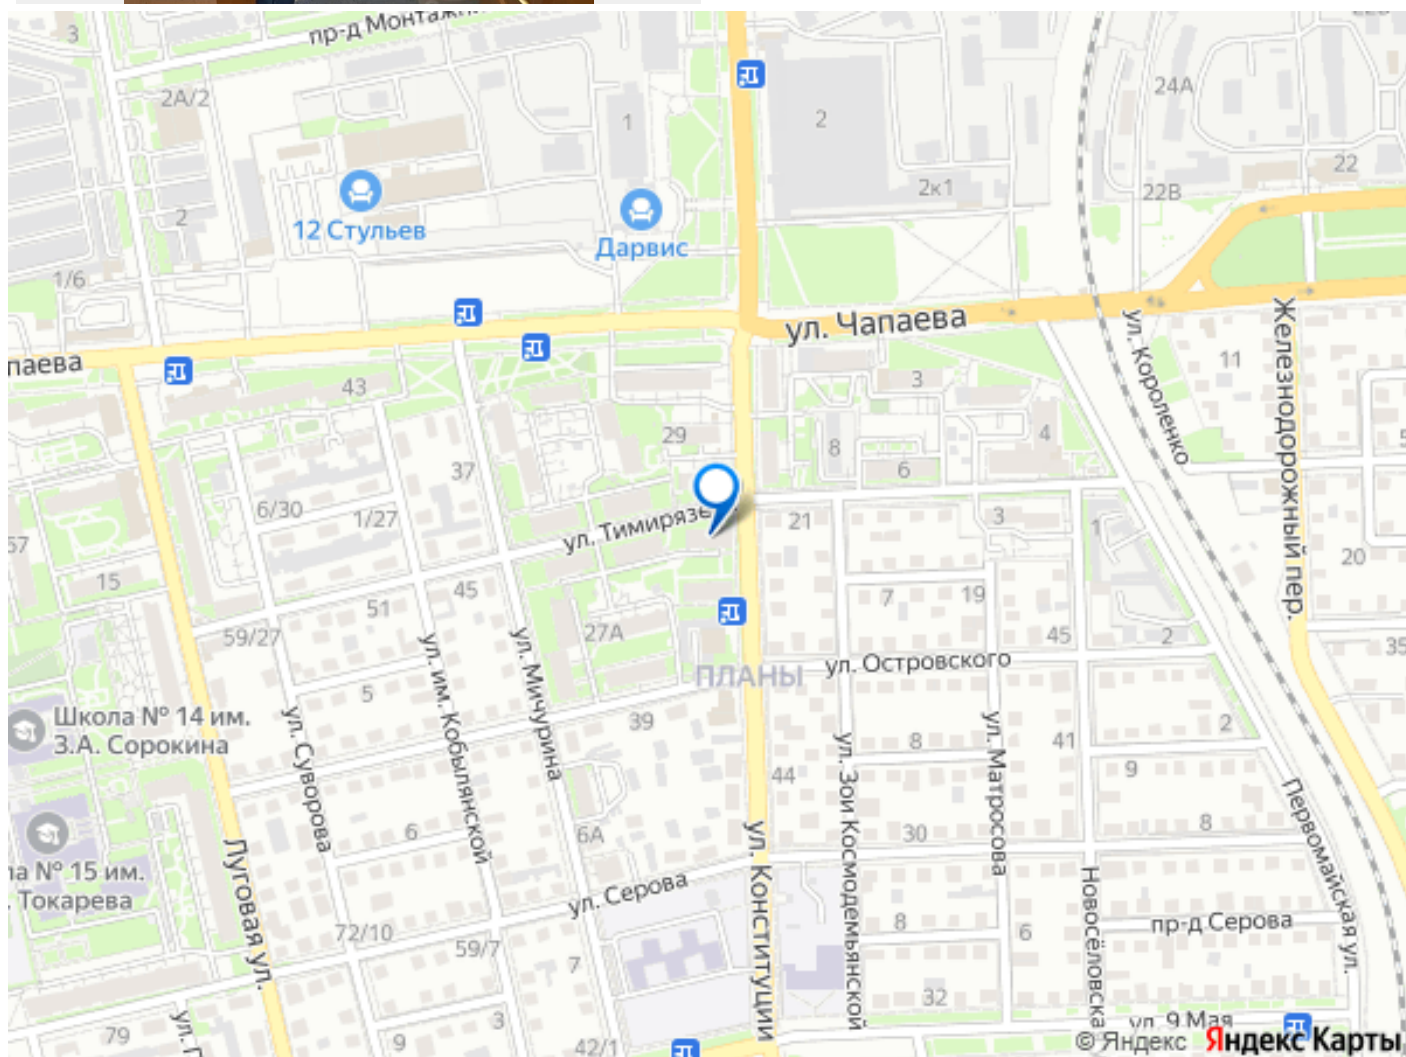 пр-д Монтажн
3
2А/2
1
2
24А
22
22В
2к1
2
12 Стульев
Дарвис
1/6
ул. Чапаева
паева
43
3
11
ул. Короленко
Железнодорожный пер.
29
8
4
6
37
6/30
1/27
ул. Тимирязе
21
3
1
57
15
20
51
45
7
19
59/27
27А
45
2
35
ул. Островского
ПЛАНЫ
5
ул. им. Кобылянской
ул. Мичурина
Школа № 14 им.
З.А. Сорокина
39
ул. Суворова
8
41
2
9
44
ул. Зои Космодемьянской
ул. Матросова
Первомайская ул.
6
6А
30
8
Луговая ул.
ул. Конституции
ла № 15 им.
. Токарева
ул. Серова
Новосёловска
пр-д Серова
72/10
59/7
8
6
7
32
3
79
9
42/1
ул. 9 Мая
© Яндекс Яндекс Карты